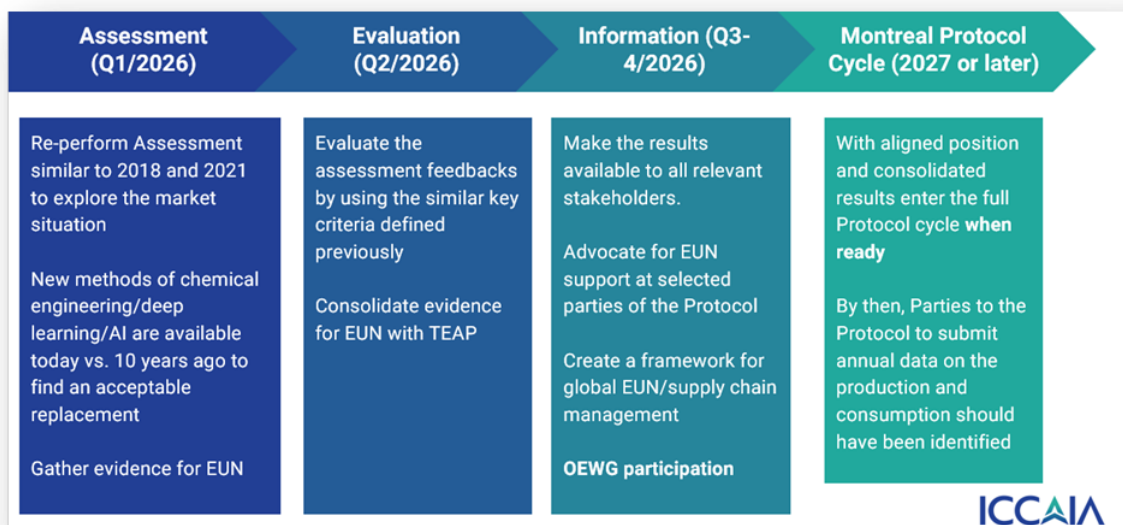 Assessment
(Q1/2026)
Evaluation
(Q2/2026)
Information (Q3-
4/2026)
Montreal Protocol
Cycle (2027 or later)
Re-perform Assessment
similar to 2018 and 2021
to explore the market
situation
New methods of chemical
engineering/deep
learning/AI are available
today vs. 10 years ago to
find an acceptable
replacement
Gather evidence for EUN
Evaluate the
assessment feedbacks
by using the similar key
criteria defined
previously
Consolidate evidence
for EUN with TEAP
Make the results
available to all relevant
stakeholders.
Advocate for EUN
support at selected
parties of the Protocol
Create a framework for
global EUN/supply chain
management
OEWG participation
With aligned position
and consolidated
results enter the full
Protocol cycle when
ready
By then, Parties to the
Protocol to submit
annual data on the
production and
consumption should
have been identified
ICCAIA